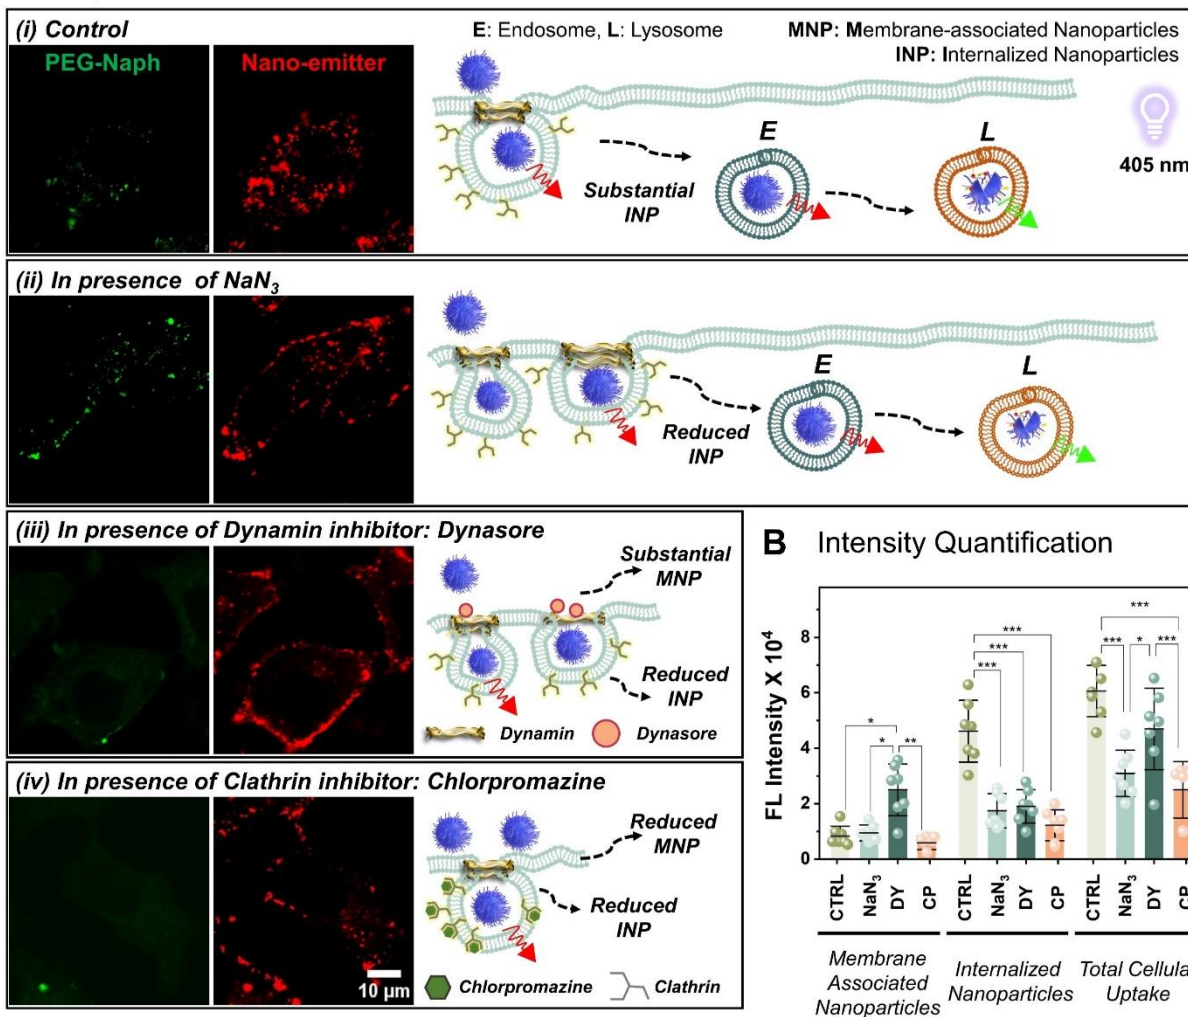 (i) Control
PEG-Naph
Nano-emitter
E: Endosome, L: Lysosome
MNP: Membrane-associated Nanoparticles
INP: Internalized Nanoparticles
Substantial
INP
E
L
405 nm
(ii) In presence of NaN3
Reduced
INP
E
L
(iii) In presence of Dynamin inhibitor: Dynasore
Substantial
MNP
Reduced
INP
Dynamin
Dynasore
(iv) In presence of Clathrin inhibitor: Chlorpromazine
10 µm
Reduced
MNP
Reduced
INP
Chlorpromazine
Clathrin
B Intensity Quantification
FL Intensity X 10⁴
8
6
4
2
0
*
*
**
***
***
***
***
***
*
***
CTRL
NaN3
DY
CP
CTRL
NaN3
DY
CP
CTRL
NaN3
DY
CP
Membrane
Associated
Nanoparticles
Internalized
Nanoparticles
Total Cellular
Uptake